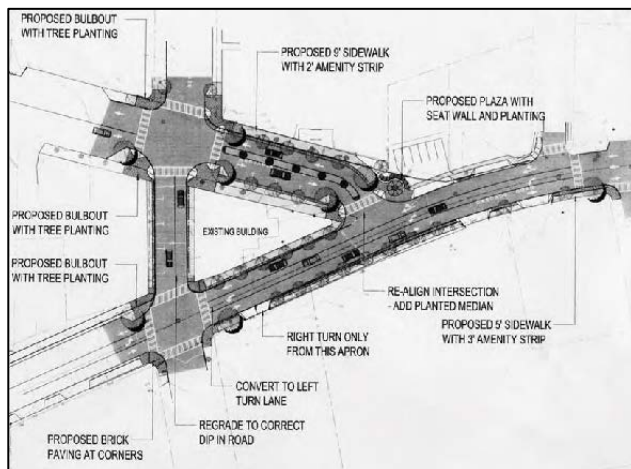 PROPOSED BULBOUT
WITH TREE PLANTING
PROPOSED 9' SIDEWALK
WITH 2' AMENITY STRIP
PROPOSED PLAZA WITH
SEAT WALL AND PLANTING
PROPOSED BULBOUT
WITH TREE PLANTING
EXISTING BUILDING
PROPOSED BULBOUT
WITH TREE PLANTING
RE-ALIGN INTERSECTION
- ADD PLANTED MEDIAN
PROPOSED 5' SIDEWALK
WITH 3' AMENITY STRIP
RIGHT TURN ONLY
FROM THIS APRON
CONVERT TO LEFT
TURN LANE
REGRADE TO CORRECT
DIP IN ROAD
PROPOSED BRICK
PAVING AT CORNERS